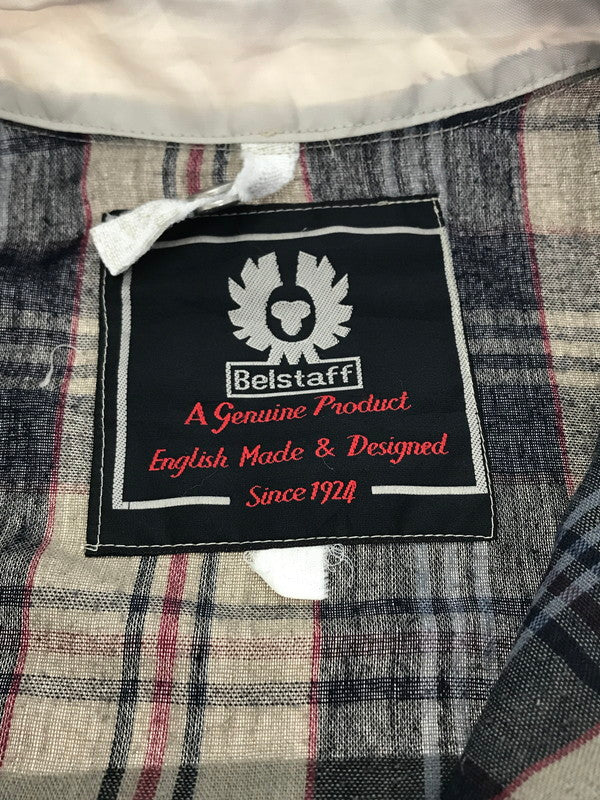 Belstaff
A Genuine Product
English Made & Designed
Since 1924